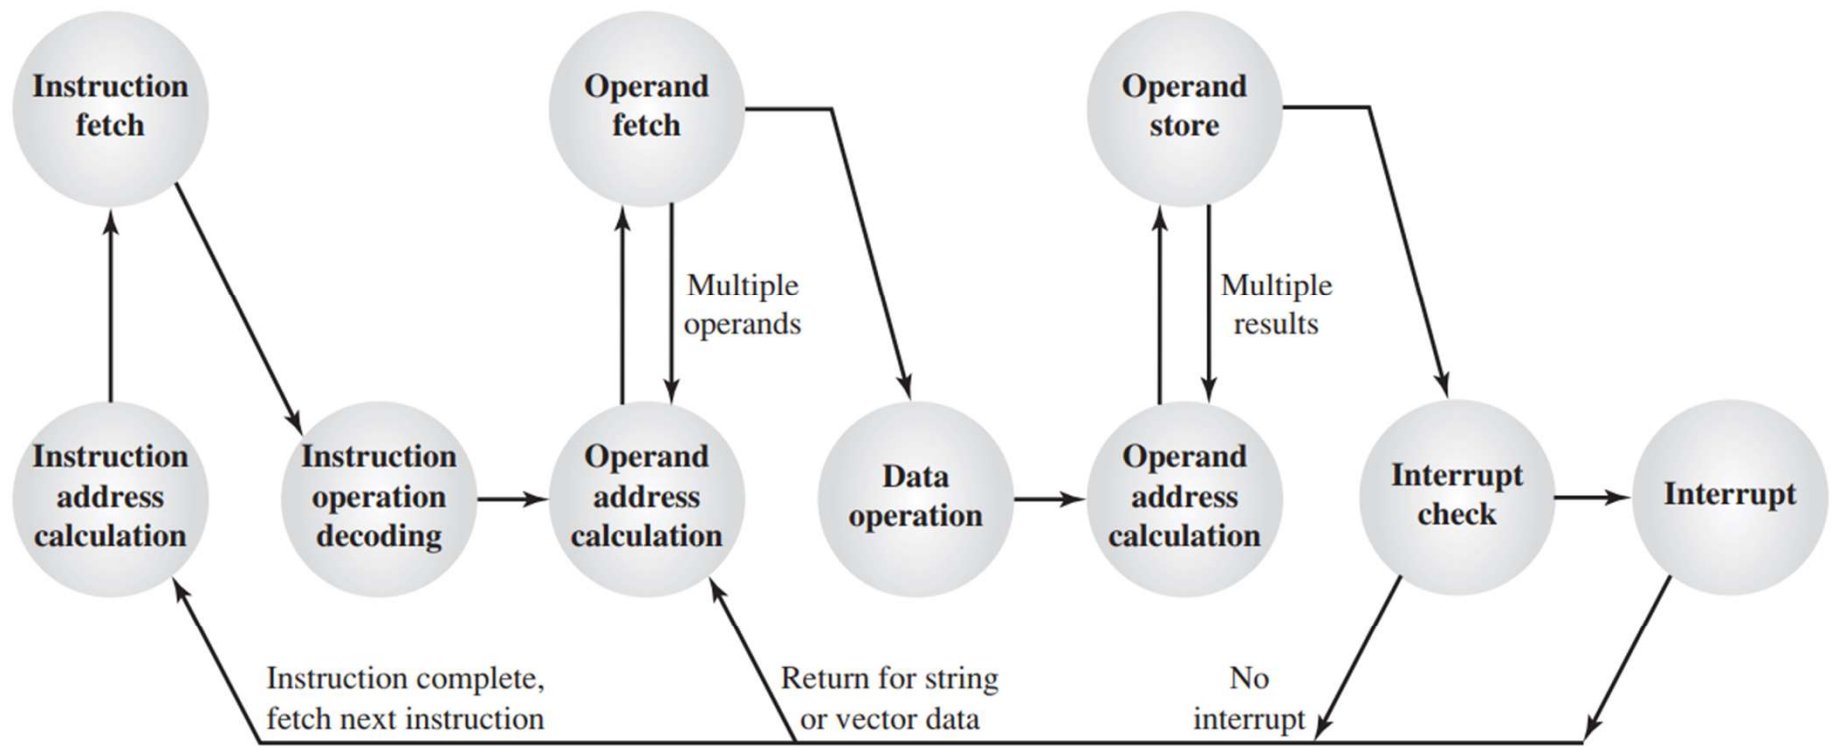 Instruction
fetch
Operand
fetch
Operand
store
Multiple
operands
Multiple
results
Instruction
address
calculation
Instruction
operation
decoding
Operand
address
calculation
Data
operation
Operand
address
calculation
Interrupt
check
Interrupt
Instruction complete,
fetch next instruction
Return for string
or vector data
No
interrupt